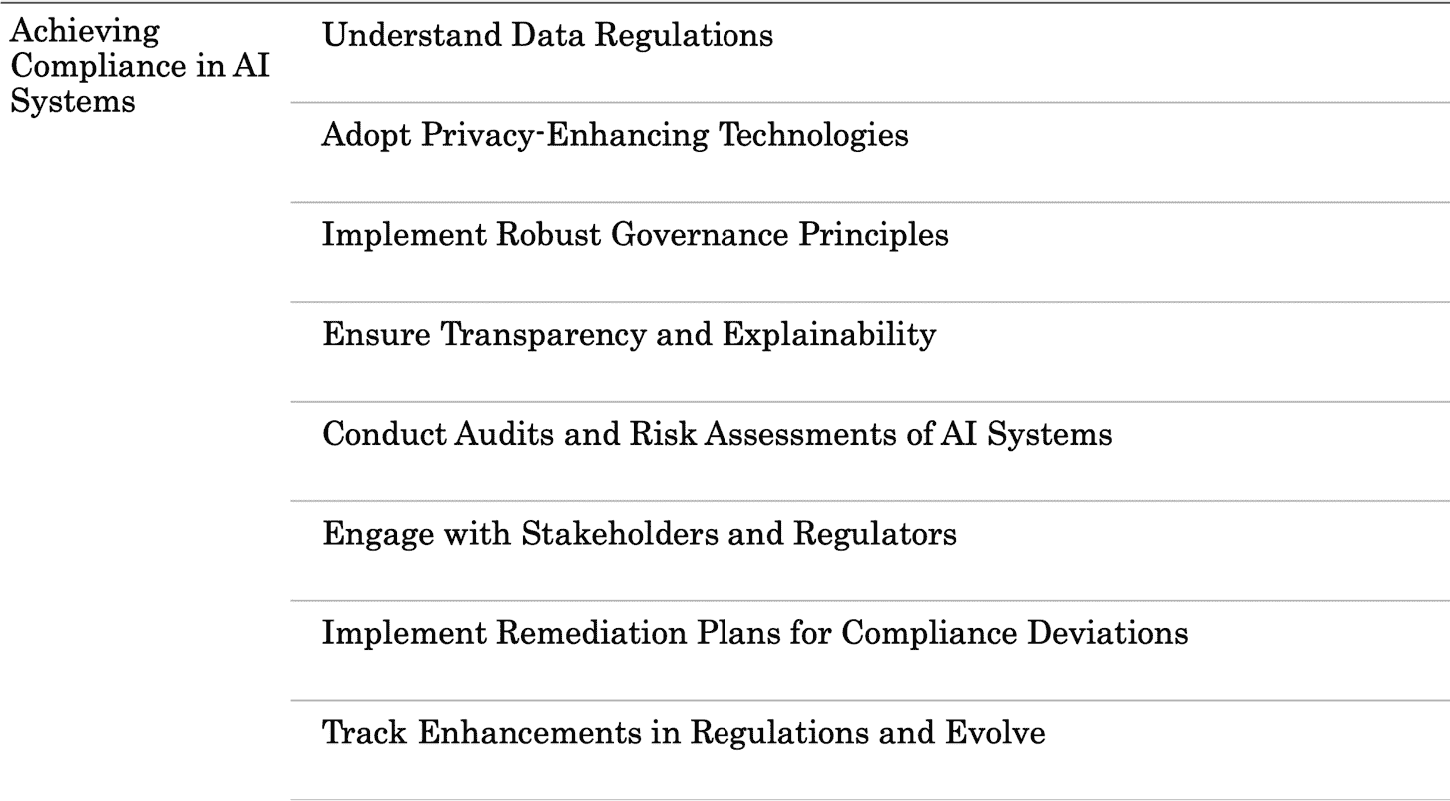 Achieving
Compliance in AI
Systems
Understand Data Regulations
Adopt Privacy-Enhancing Technologies
Implement Robust Governance Principles
Ensure Transparency and Explainability
Conduct Audits and Risk Assessments of AI Systems
Engage with Stakeholders and Regulators
Implement Remediation Plans for Compliance Deviations
Track Enhancements in Regulations and Evolve